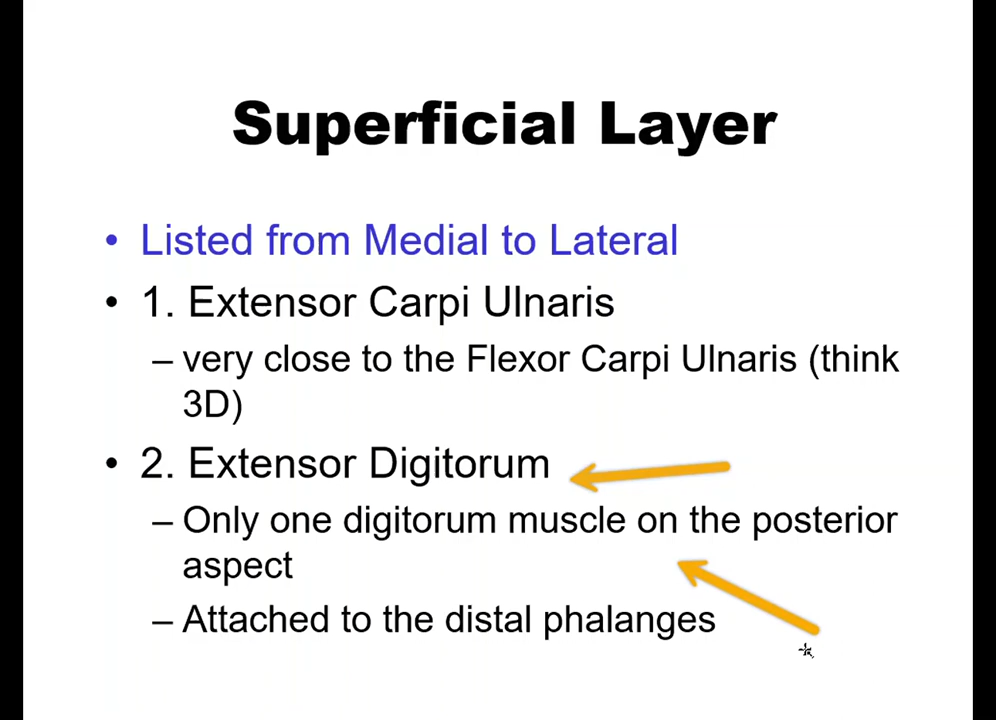 Superficial Layer
• Listed from Medial to Lateral
• 1. Extensor Carpi Ulnaris
– very close to the Flexor Carpi Ulnaris (think
3D)
• 2. Extensor Digitorum
– Only one digitorum muscle on the posterior
aspect
– Attached to the distal phalanges